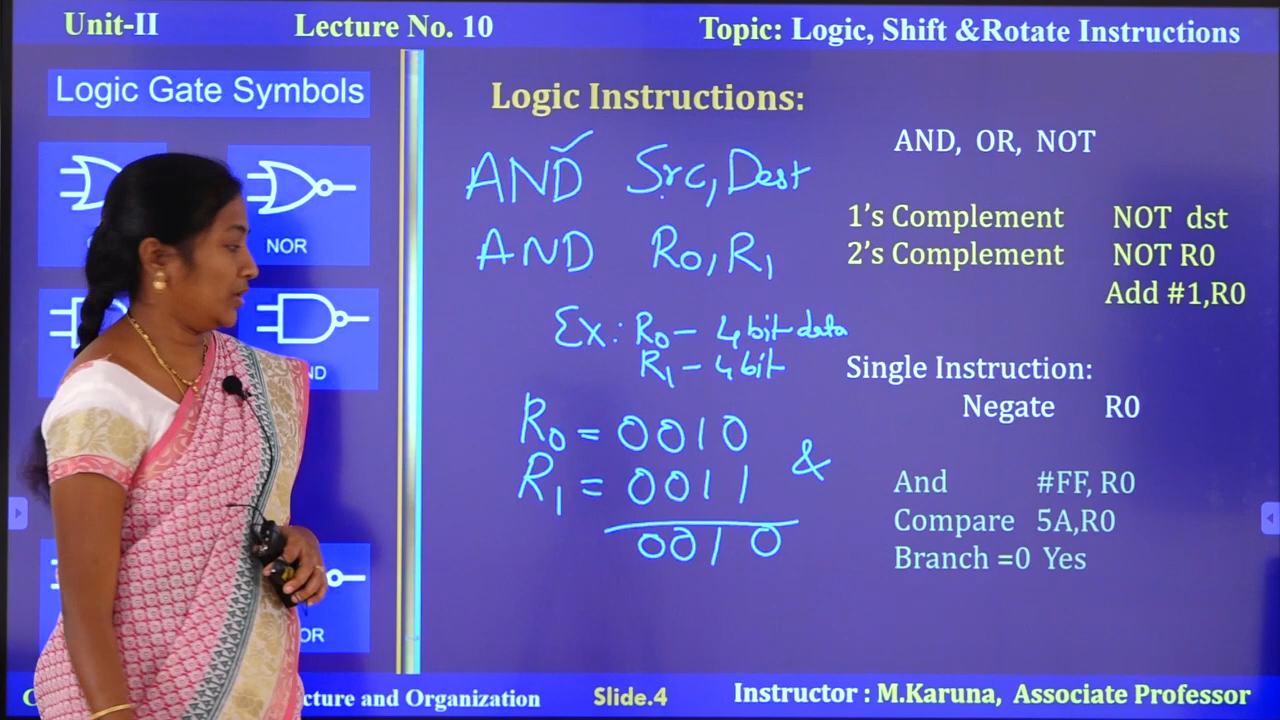 Unit-II Lecture No. 10 Topic: Logic, Shift &Rotate Instructions
Logic Gate Symbols
NOR
Logic Instructions:
AND Src, Dest
AND R0, R1
Ex: R0 - 4 bit data
R1 - 4 bit
R0 = 0010
R1 = 0011 &
0010
AND, OR, NOT
1's Complement NOT dst
2's Complement NOT R0
Add #1,R0
Single Instruction:
Negate R0
And #FF, R0
Compare 5A,R0
Branch =0 Yes
and Organization Slide.4 Instructor : M.Karuna, Associate Professor